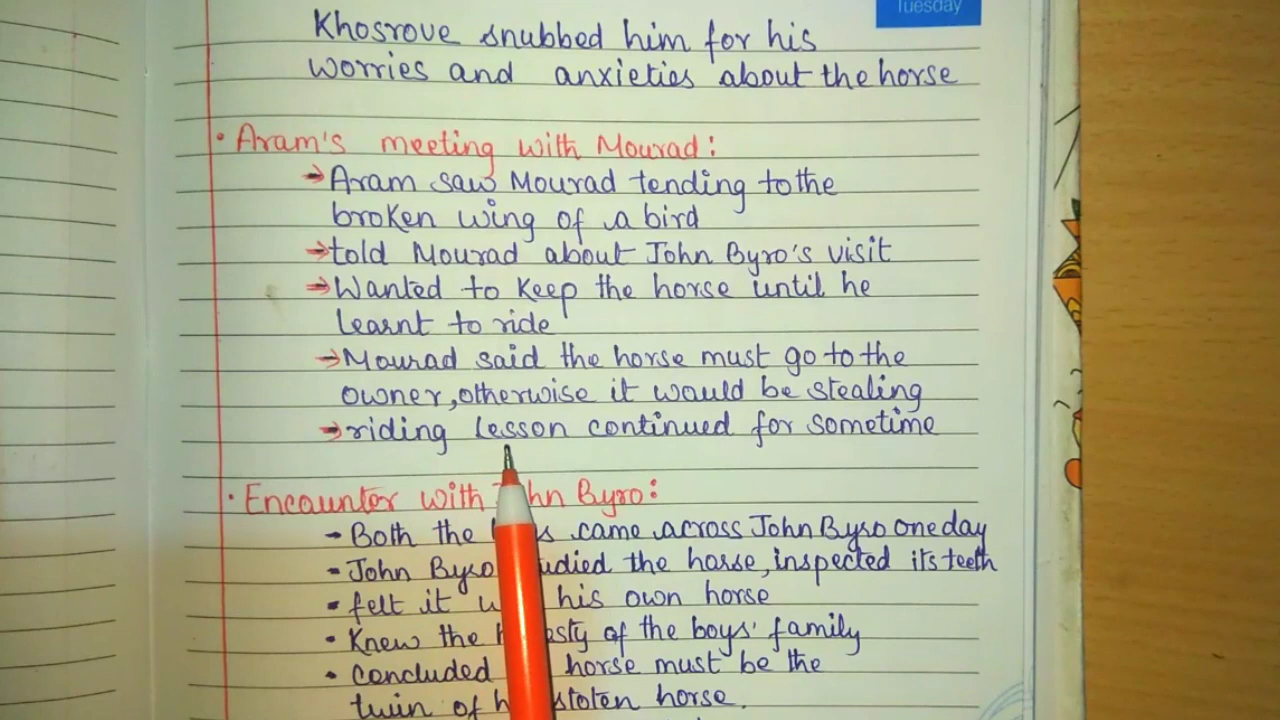 Tuesday
Khosrove snubbed him for his
worries and anxieties about the horse
• Aram's meeting with Mourad:
→ Aram saw Mourad tending to the
broken wing of a bird
→ told Mourad about John Byro's visit
→ Wanted to keep the horse until he
learnt to ride
→ Mourad said the horse must go to the
owner, otherwise it would be stealing
→ riding lesson continued for sometime
• Encounter with John Byro:
- Both the came across John Byro one day
- John Byro studied the horse, inspected its teeth
- felt it his own horse
• Knew the honesty of the boys' family
• Concluded horse must be the
twin of stolen horse.